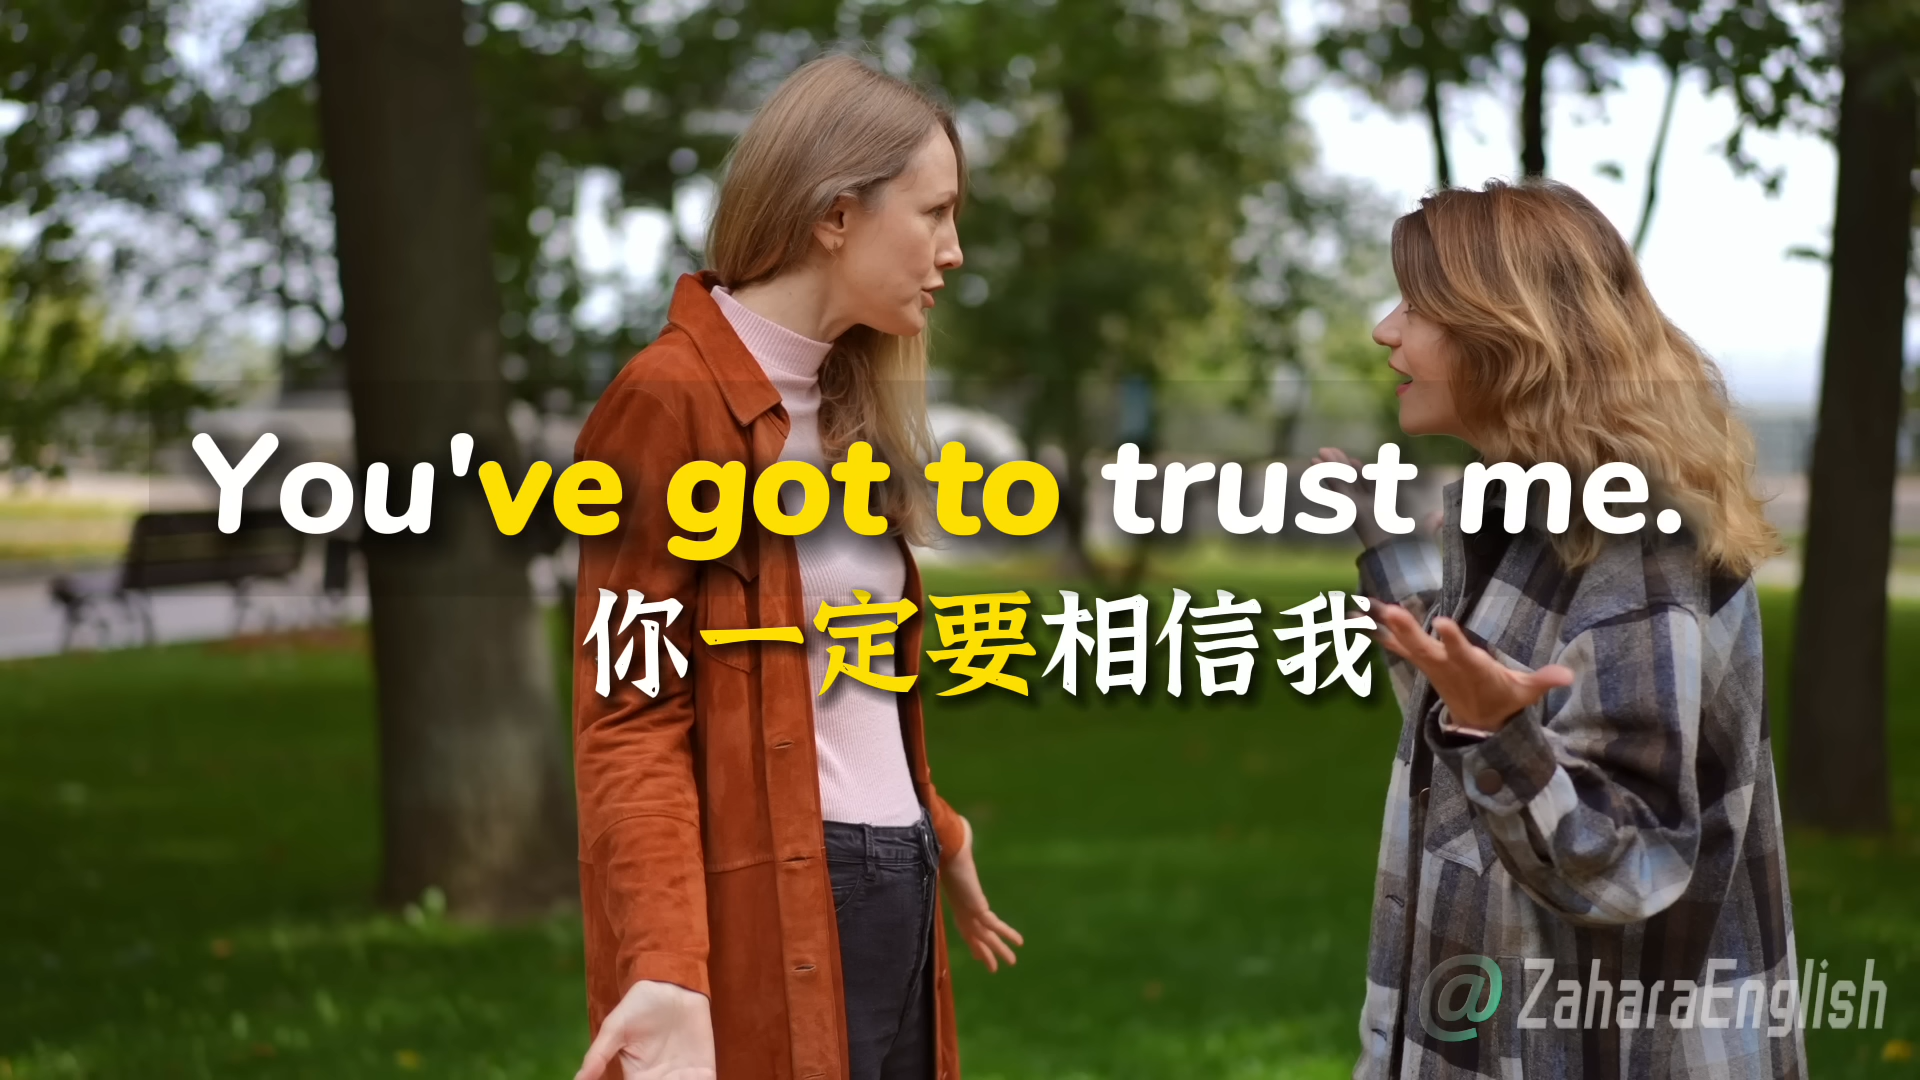 You've got to trust me.
你一定要相信我
@ZaharaEnglish